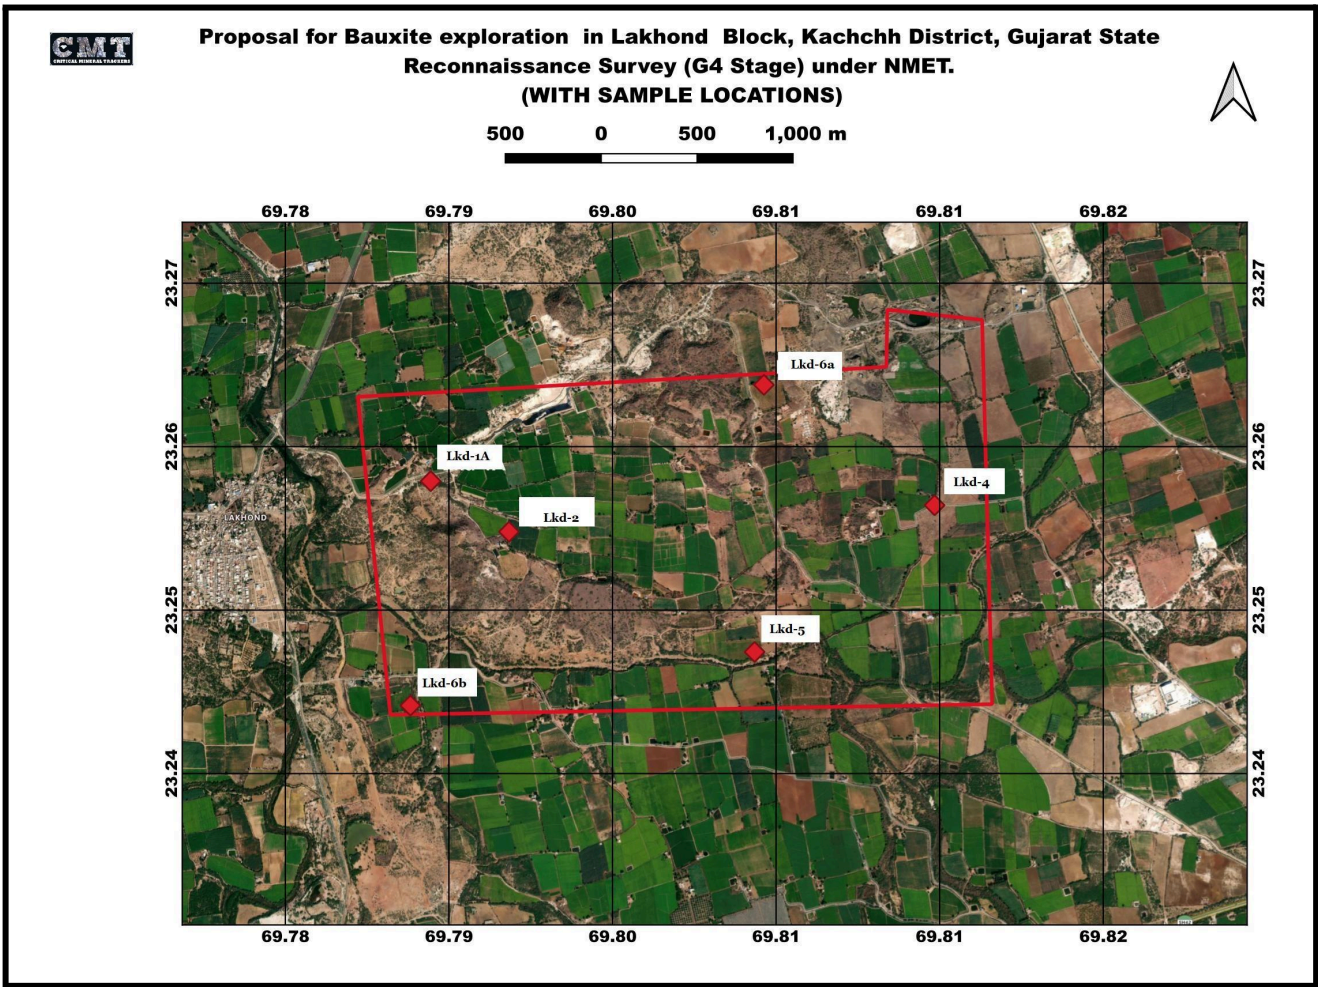 CMT
CRITICAL MINERAL TRACKERS
Proposal for Bauxite exploration in Lakhond Block, Kachchh District, Gujarat State
Reconnaissance Survey (G4 Stage) under NMET.
(WITH SAMPLE LOCATIONS)
500 0 500 1,000 m
69.78 69.79 69.80 69.81 69.81 69.82
23.27 23.27
Lkd-6a
23.26 23.26
Lkd-1A
Lkd-4
LAKHOND
Lkd-2
23.25 23.25
Lkd-5
Lkd-6b
23.24 23.24
69.78 69.79 69.80 69.81 69.81 69.82